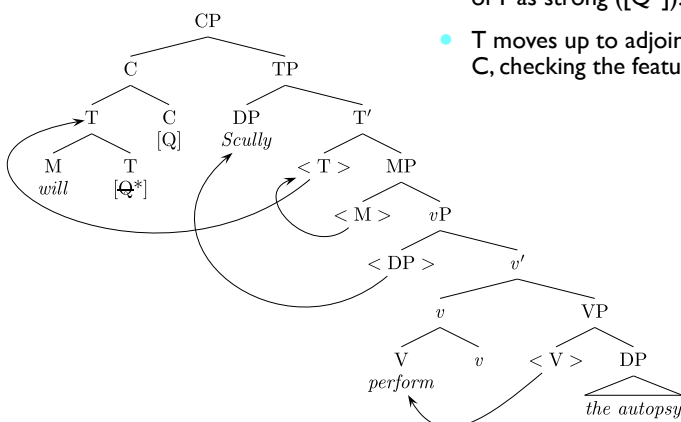 of I as strong ([Q*]).
T moves up to adjoin
C, checking the featu
CP
C TP
T C DP T′
[Q] Scully
M T < T > MP
will [Q*]
< M > vP
< DP > v′
v VP
V v < V > DP
perform
the autopsy